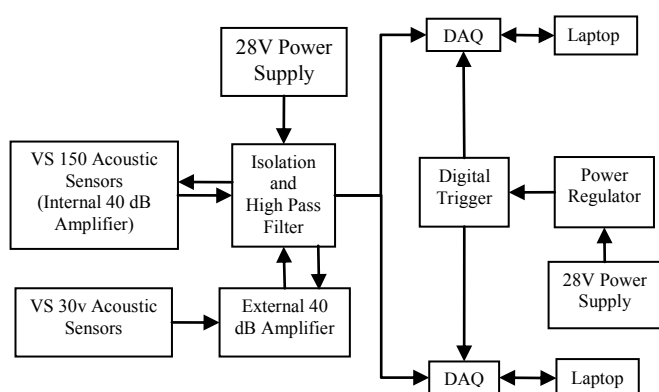 28V Power
Supply
DAQ
Laptop
VS 150 Acoustic
Sensors
(Internal 40 dB
Amplifier)
Isolation
and
High Pass
Filter
Digital
Trigger
Power
Regulator
VS 30v Acoustic
Sensors
External 40
dB Amplifier
28V Power
Supply
DAQ
Laptop